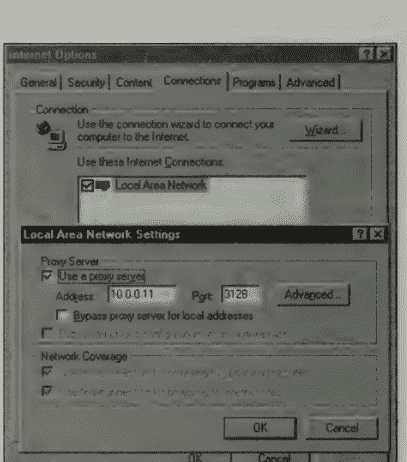 Internet Options
General Security Content Connections Programs Advanced
Connection
Use the connection wizard to connect your
computer to the Internet.
Wizard...
Use these Internet Connections:
Local Area Network
Local Area Network Settings
Proxy Server
Use a proxy server
Address: 10.0.0.11 Port: 3128 Advanced...
Bypass proxy server for local addresses
Network Coverage
OK Cancel
OK Cancel